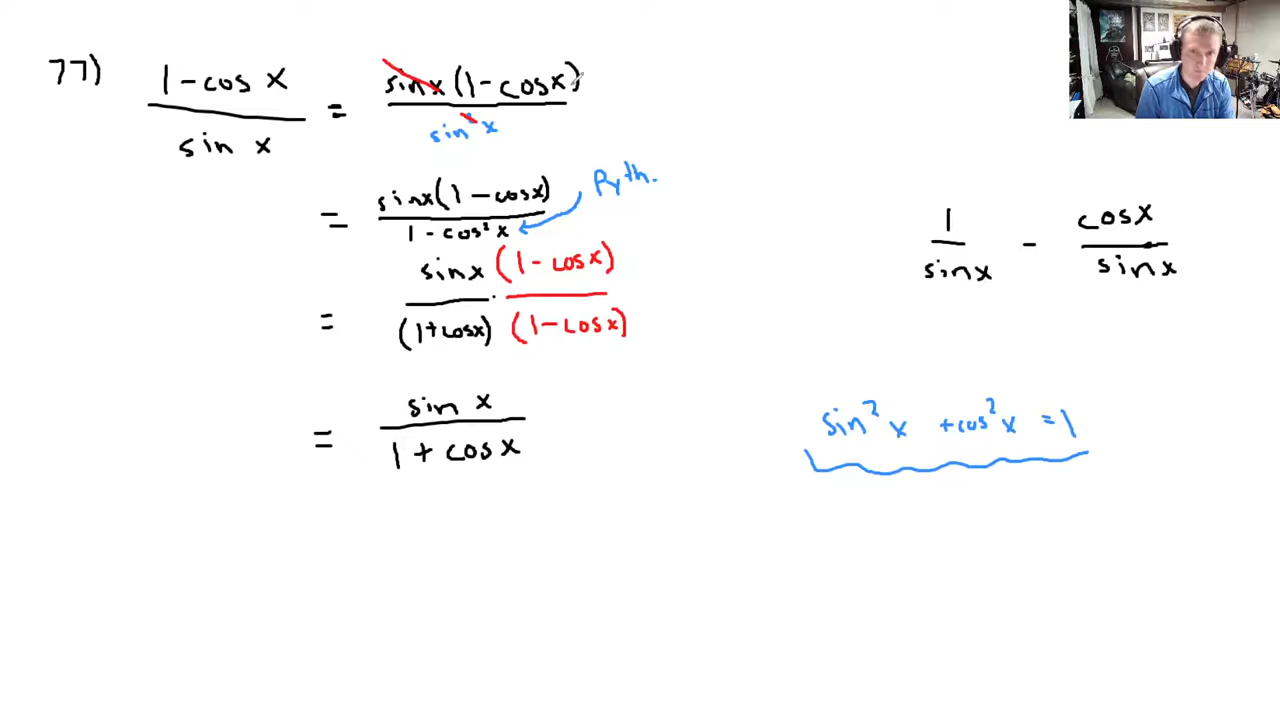 77) (1 - cos x) / (sin x) = (sin x (1 - cos x)) / (sin² x)
= (sin x (1 - cos x)) / (1 - cos² x) Pyth.
= (sin x) / (1 + cos x) · (1 - cos x) / (1 - cos x)
= (sin x) / (1 + cos x)
1 / (sin x) - (cos x) / (sin x)
sin² x + cos² x = 1